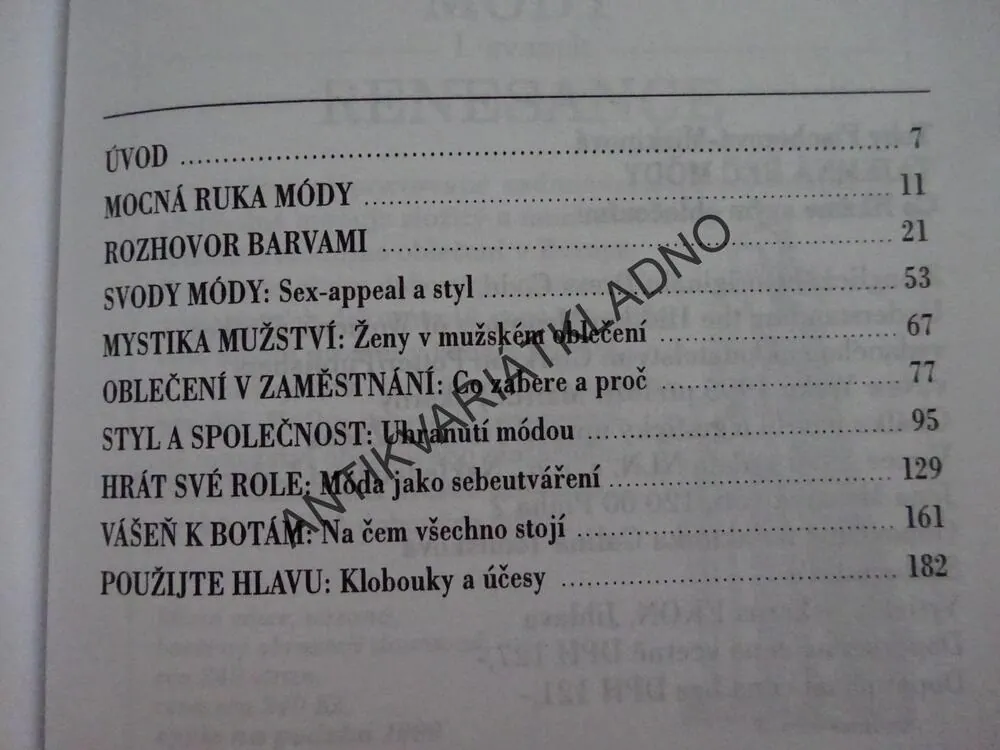 ÚVOD ........ 7
MOCNÁ RUKA MÓDY ........ 11
ROZHOVOR BARVAMI ........ 21
SVODY MÓDY: Sex-appeal a styl ........ 53
MYSTIKA MUŽSTVÍ: Ženy v mužském oblečení ........ 67
OBLEČENÍ V ZAMĚSTNÁNÍ: Co zabere a proč ........ 77
STYL A SPOLEČNOST: Uhranutí módou ........ 95
HRÁT SVÉ ROLE: Móda jako sebeutváření ........ 129
VÁŠEŇ K BOTÁM: Na čem všechno stojí ........ 161
POUŽIJTE HLAVU: Klobouky a účesy ........ 182
ANTIKVARIÁTKLADNO